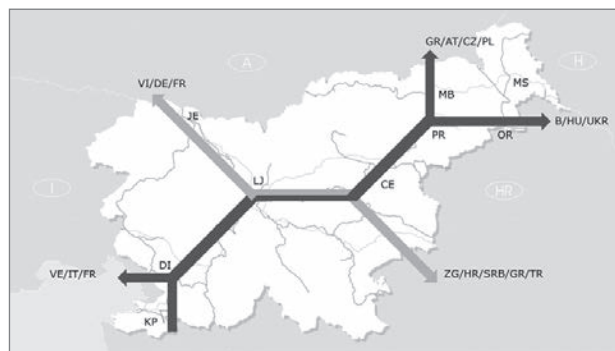 GR/AT/CZ/PL
A
H
VI/DE/FR
MS
MB
JE
B/HU/UKR
PR
OR
LJ
CE
I
HR
DI
VE/IT/FR
ZG/HR/SRB/GR/TR
KP